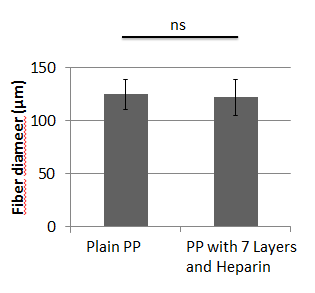 ns
Fiber diameer (µm)
150
100
50
0
Plain PP
PP with 7 Layers
and Heparin